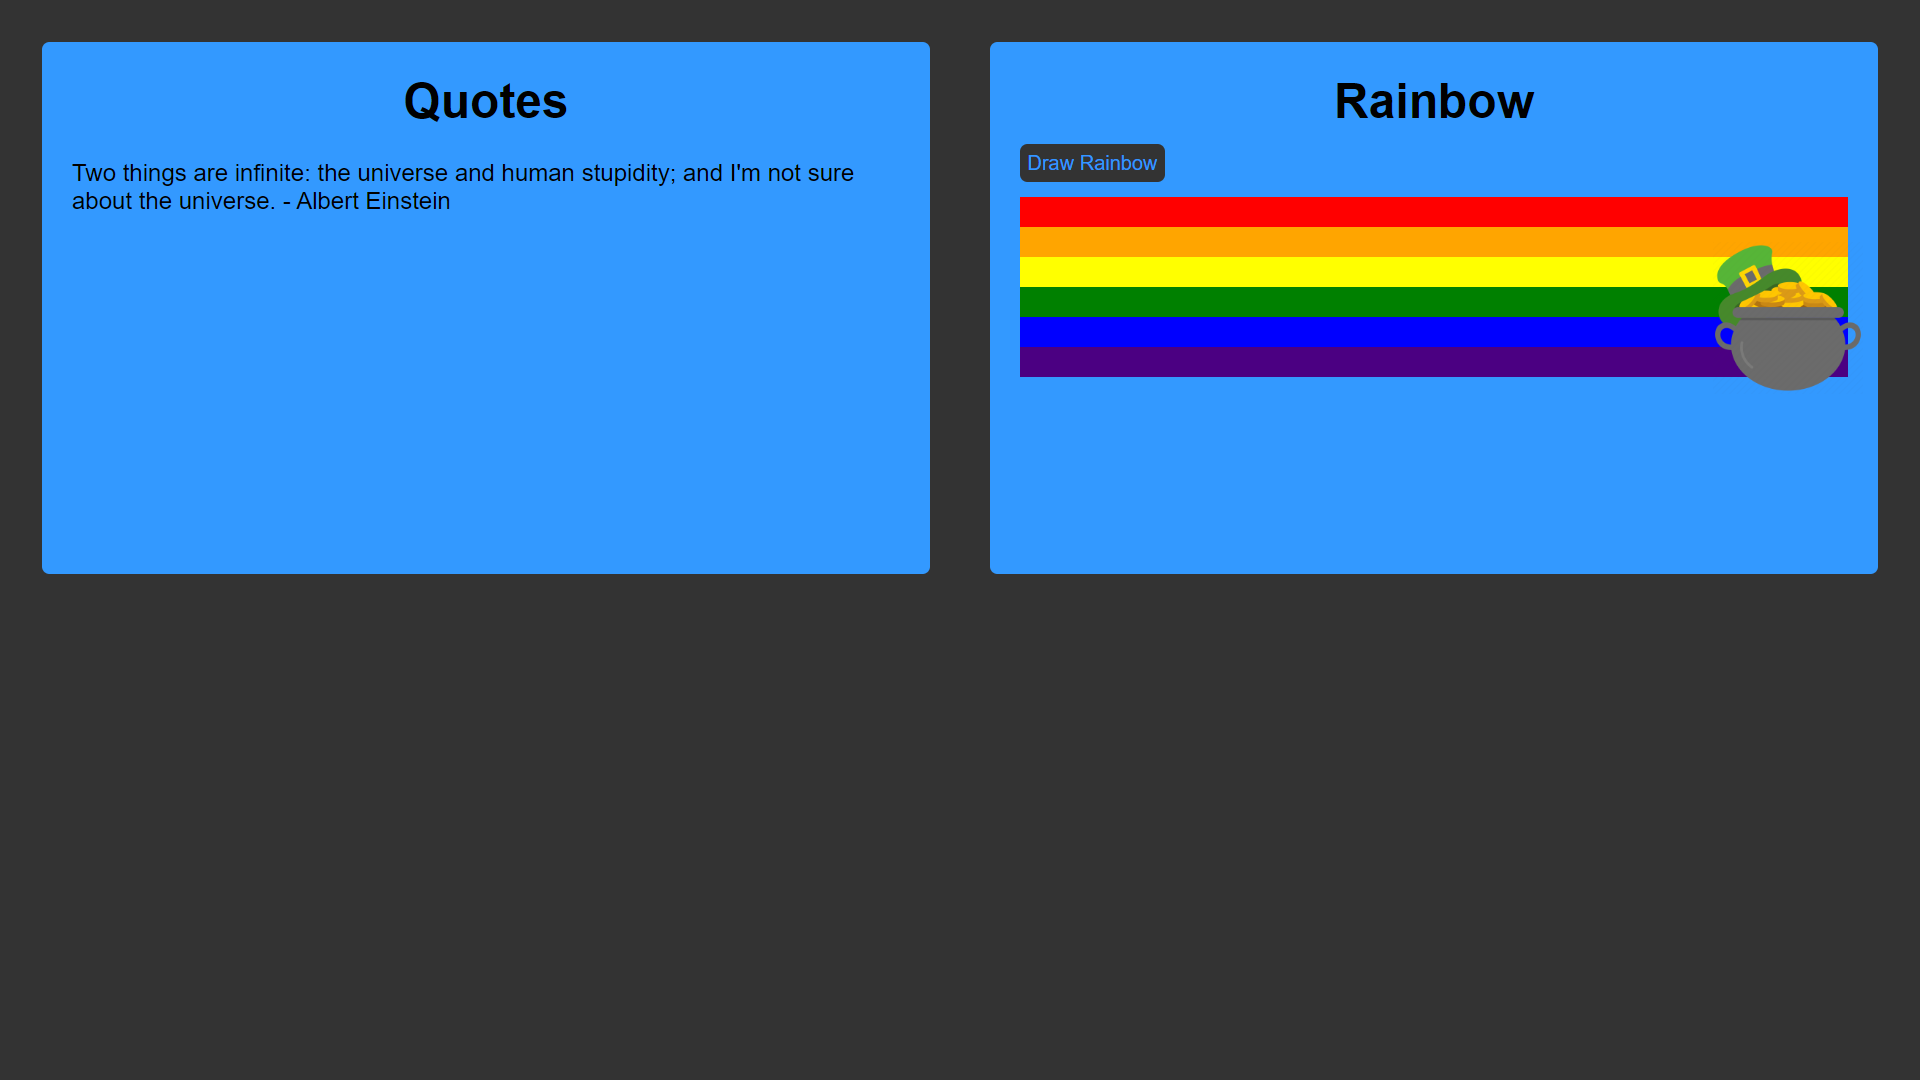 Quotes
Two things are infinite: the universe and human stupidity; and I'm not sure
about the universe. - Albert Einstein
Rainbow
Draw Rainbow